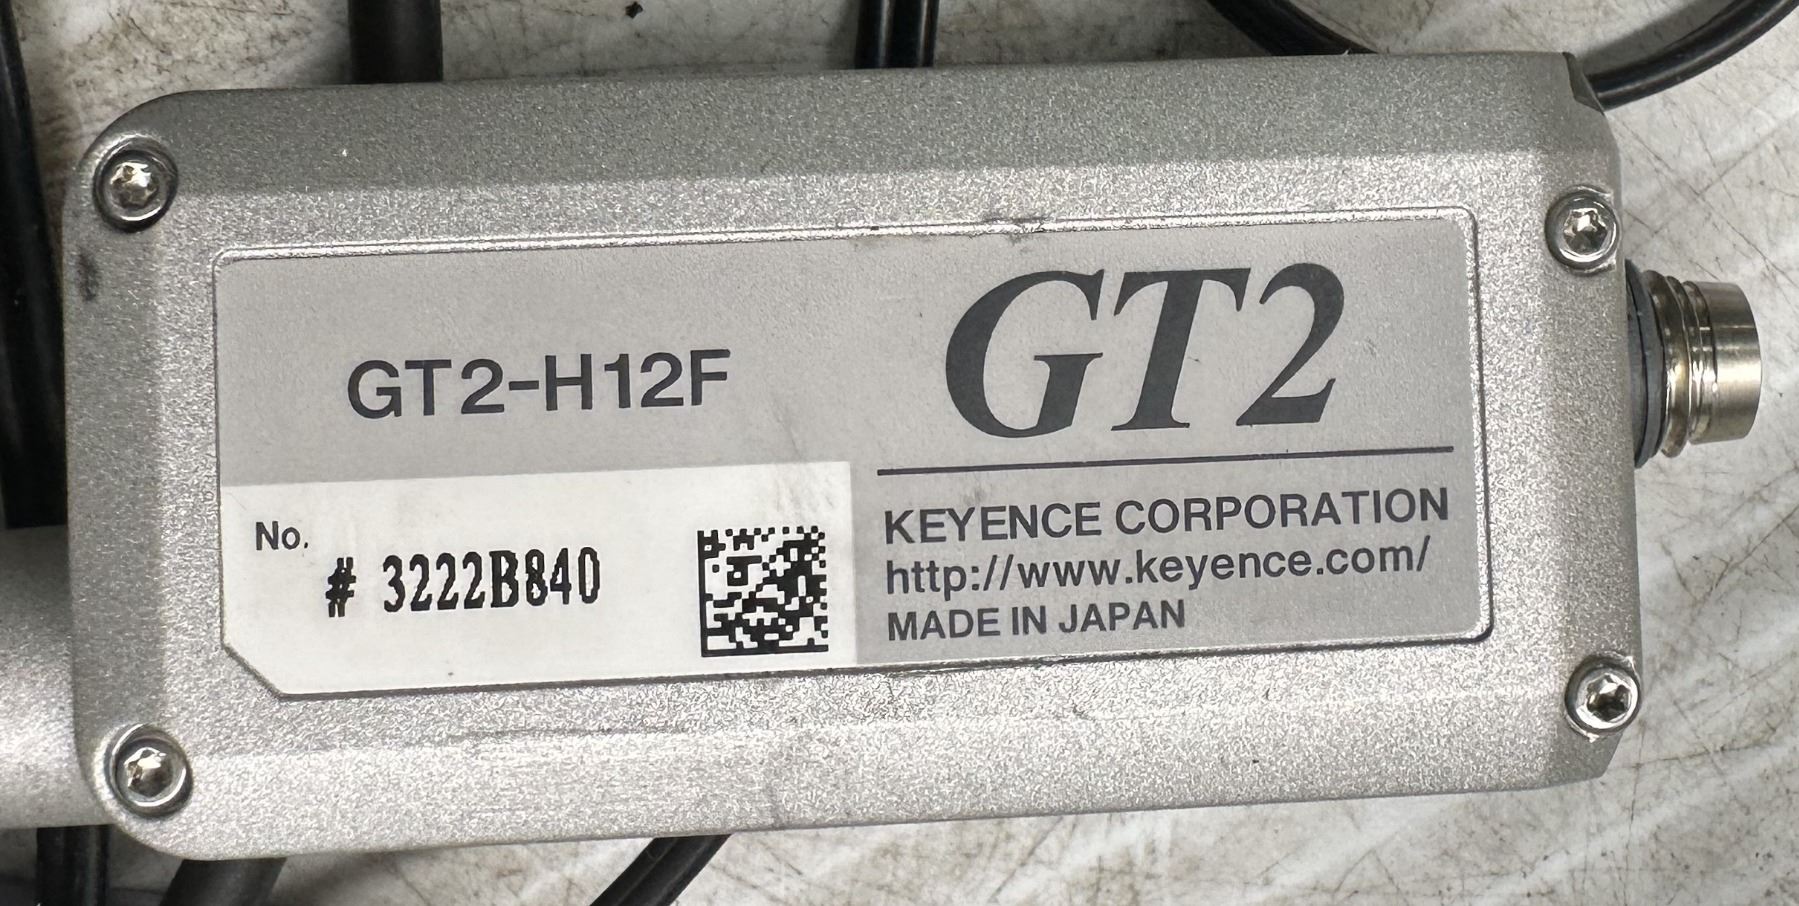 GT2-H12F
GT2
No.
# 3222B840
KEYENCE CORPORATION
http://www.keyence.com/
MADE IN JAPAN